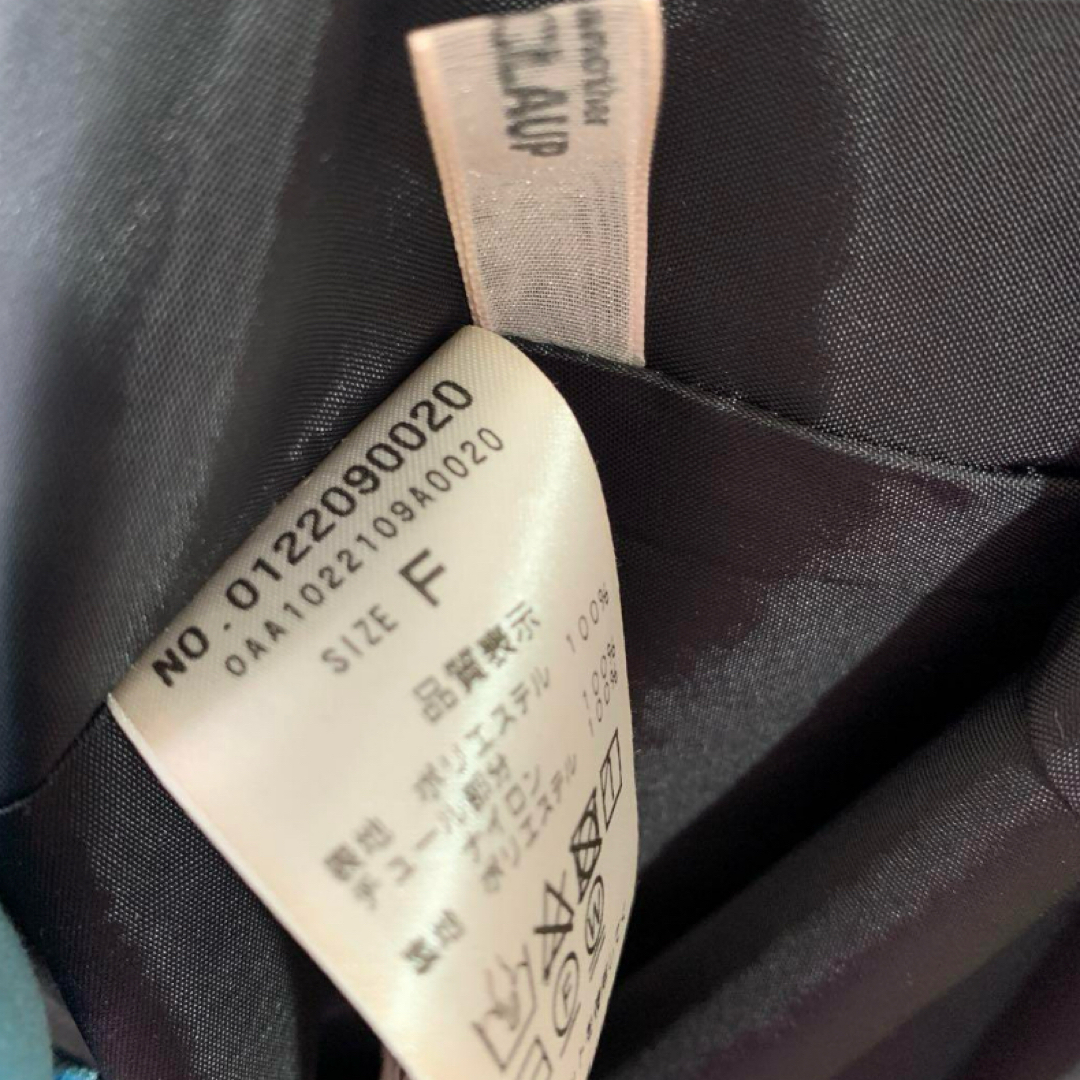 another
NO.0122090020
0AA1022109A0020
SIZE F
品質表示
表地 ポリエステル 100%
チュール部分
ナイロン 100%
裏地 ポリエステル 100%